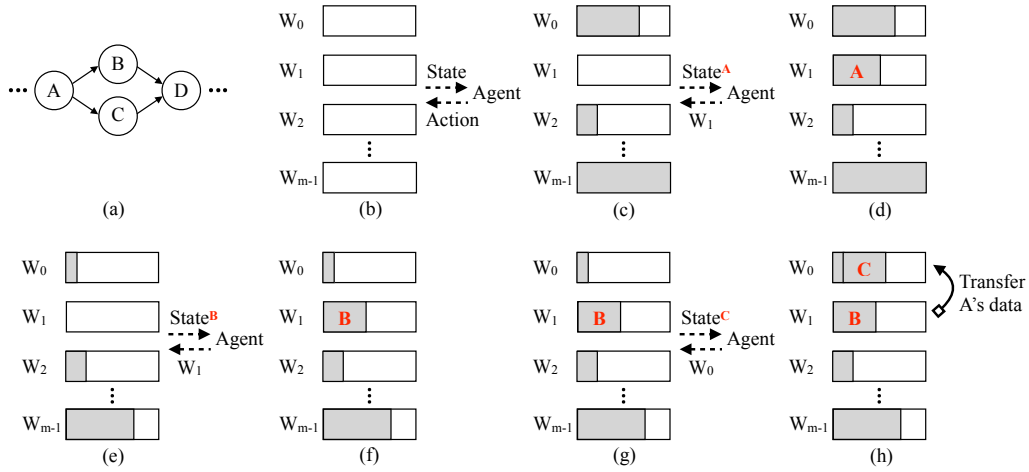 A
B
C
D
(a)
W0
W1
W2
Wm-1
State
Agent
Action
(b)
W0
W1
W2
Wm-1
StateA
Agent
W1
(c)
W0
W1
A
W2
Wm-1
(d)
W0
W1
W2
Wm-1
StateB
Agent
W1
(e)
W0
W1
B
W2
Wm-1
(f)
W0
W1
B
W2
Wm-1
StateC
Agent
W0
(g)
W0
C
W1
B
W2
Wm-1
Transfer
A's data
(h)